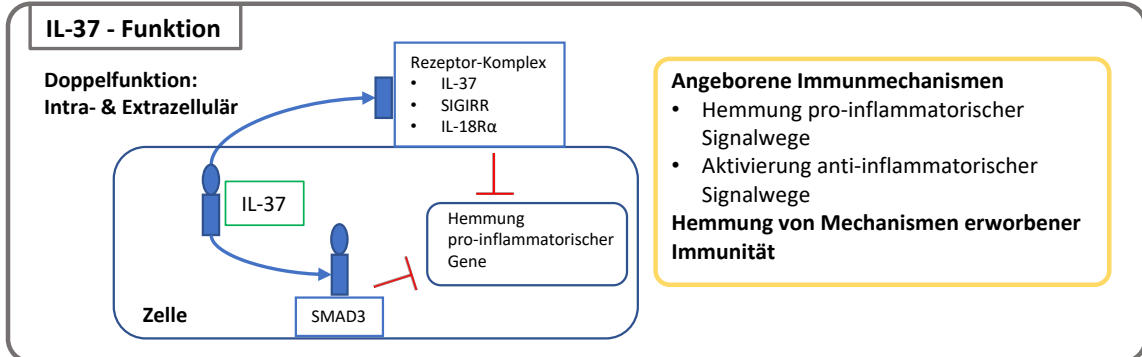 IL-37 - Funktion
Doppelfunktion:
Intra- & Extrazellulär
Rezeptor-Komplex
• IL-37
• SIGIRR
• IL-18Rα
IL-37
Hemmung
pro-inflammatorischer
Gene
SMAD3
Zelle
Angeborene Immunmechanismen
• Hemmung pro-inflammatorischer
Signalwege
• Aktivierung anti-inflammatorischer
Signalwege
Hemmung von Mechanismen erworbener
Immunität